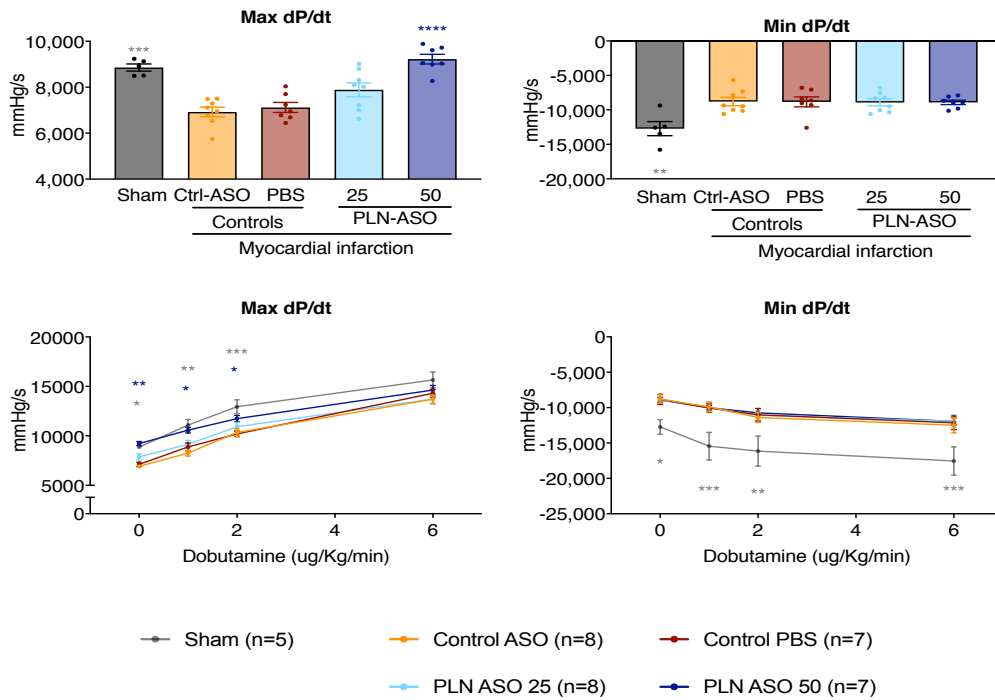 Max dP/dt
mmHg/s
10,000
8,000
6,000
4,000
***
****
Sham Ctrl-ASO PBS 25 50
Controls PLN-ASO
Myocardial infarction
Min dP/dt
mmHg/s
0
-5,000
-10,000
-15,000
-20,000
**
Sham Ctrl-ASO PBS 25 50
Controls PLN-ASO
Myocardial infarction
Max dP/dt
mmHg/s
20000
15000
10000
5000
0
** ***
** * *
*
0 2 4 6
Dobutamine (ug/Kg/min)
Min dP/dt
mmHg/s
0
-5,000
-10,000
-15,000
-20,000
-25,000
* *** ** ***
0 2 4 6
Dobutamine (ug/Kg/min)
Sham (n=5) Control ASO (n=8) Control PBS (n=7)
PLN ASO 25 (n=8) PLN ASO 50 (n=7)